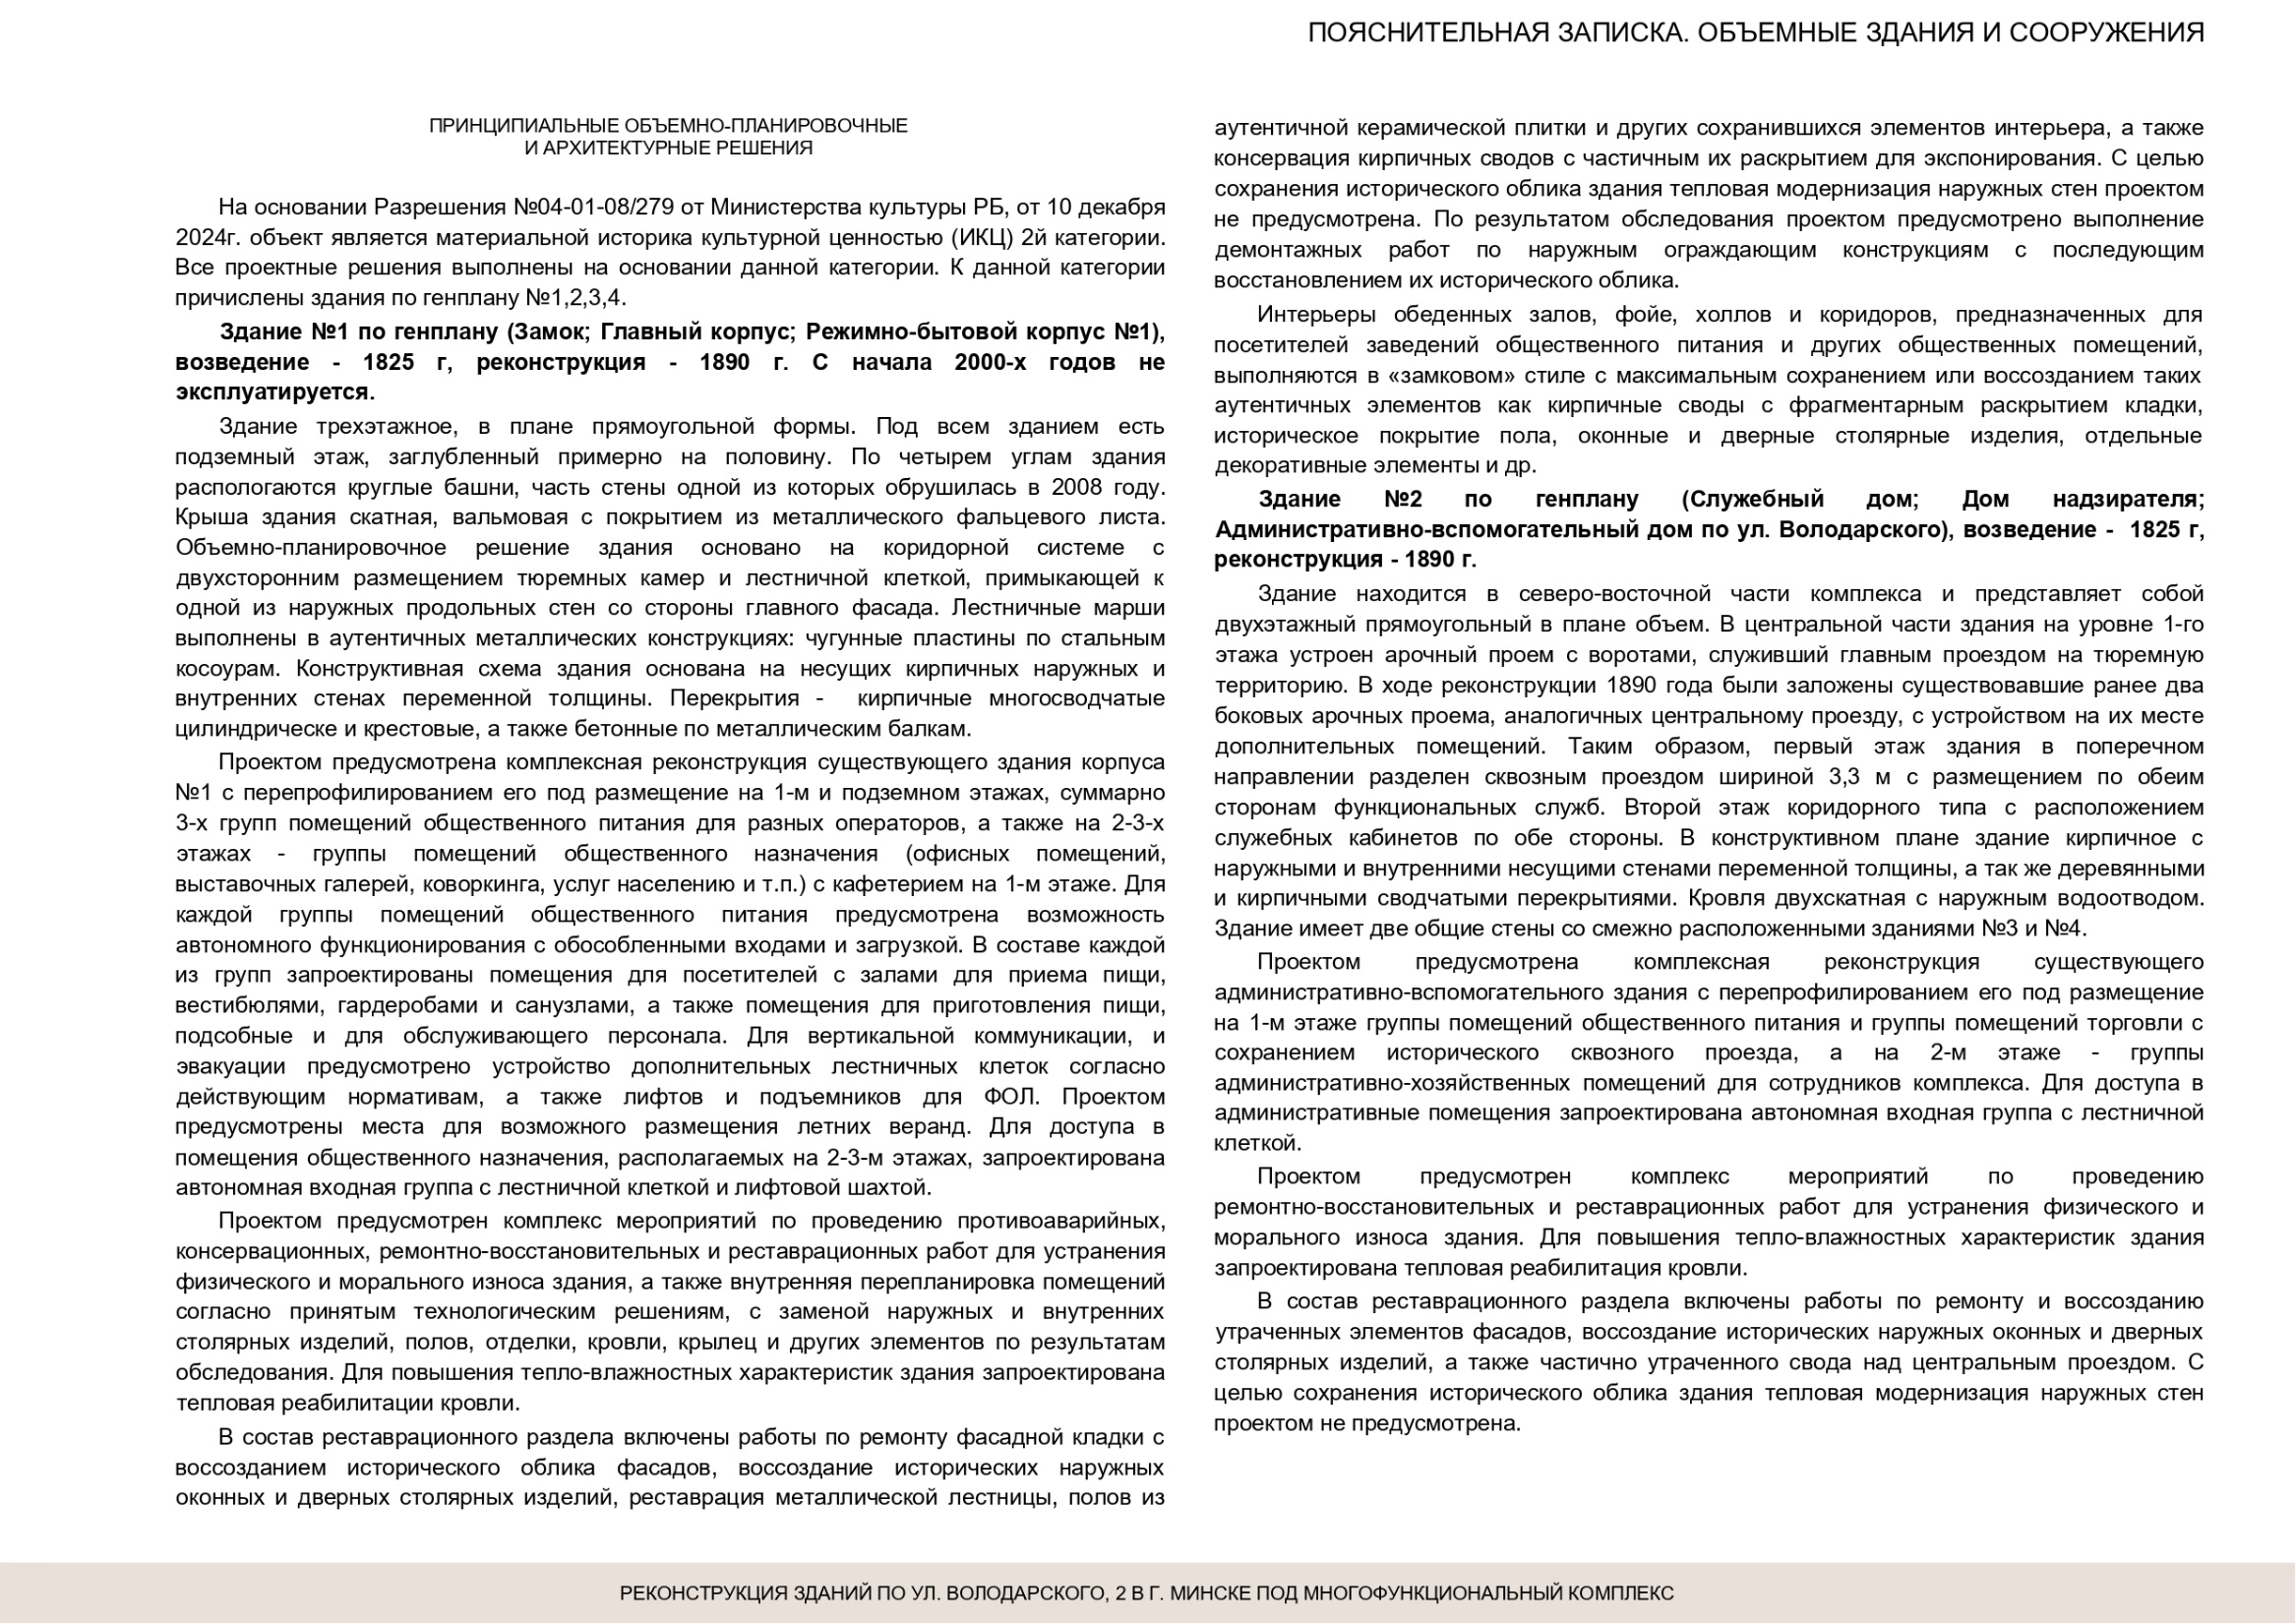 ПОЯСНИТЕЛЬНАЯ ЗАПИСКА. ОБЪЕМНЫЕ ЗДАНИЯ И СООРУЖЕНИЯ
ПРИНЦИПИАЛЬНЫЕ ОБЪЕМНО-ПЛАНИРОВОЧНЫЕ
И АРХИТЕКТУРНЫЕ РЕШЕНИЯ
На основании Разрешения №04-01-08/279 от Министерства культуры РБ, от 10 декабря
2024г. объект является материальной историка культурной ценностью (ИКЦ) 2й категории.
Все проектные решения выполнены на основании данной категории. К данной категории
причислены здания по генплану №1,2,3,4.
Здание №1 по генплану (Замок; Главный корпус; Режимно-бытовой корпус №1),
возведение - 1825 г, реконструкция - 1890 г. С начала 2000-х годов не
эксплуатируется.
Здание трехэтажное, в плане прямоугольной формы. Под всем зданием есть
подземный этаж, заглубленный примерно на половину. По четырем углам здания
распологаются круглые башни, часть стены одной из которых обрушилась в 2008 году.
Крыша здания скатная, вальмовая с покрытием из металлического фальцевого листа.
Объемно-планировочное решение здания основано на коридорной системе с
двухсторонним размещением тюремных камер и лестничной клеткой, примыкающей к
одной из наружных продольных стен со стороны главного фасада. Лестничные марши
выполнены в аутентичных металлических конструкциях: чугунные пластины по стальным
косоурам. Конструктивная схема здания основана на несущих кирпичных наружных и
внутренних стенах переменной толщины. Перекрытия - кирпичные многосводчатые
цилиндрическе и крестовые, а также бетонные по металлическим балкам.
Проектом предусмотрена комплексная реконструкция существующего здания корпуса
№1 с перепрофилированием его под размещение на 1-м и подземном этажах, суммарно
3-х групп помещений общественного питания для разных операторов, а также на 2-3-х
этажах - группы помещений общественного назначения (офисных помещений,
выставочных галерей, коворкинга, услуг населению и т.п.) с кафетерием на 1-м этаже. Для
каждой группы помещений общественного питания предусмотрена возможность
автономного функционирования с обособленными входами и загрузкой. В составе каждой
из групп запроектированы помещения для посетителей с залами для приема пищи,
вестибюлями, гардеробами и санузлами, а также помещения для приготовления пищи,
подсобные и для обслуживающего персонала. Для вертикальной коммуникации, и
эвакуации предусмотрено устройство дополнительных лестничных клеток согласно
действующим нормативам, а также лифтов и подъемников для ФОЛ. Проектом
предусмотрены места для возможного размещения летних веранд. Для доступа в
помещения общественного назначения, располагаемых на 2-3-м этажах, запроектирована
автономная входная группа с лестничной клеткой и лифтовой шахтой.
Проектом предусмотрен комплекс мероприятий по проведению противоаварийных,
консервационных, ремонтно-восстановительных и реставрационных работ для устранения
физического и морального износа здания, а также внутренняя перепланировка помещений
согласно принятым технологическим решениям, с заменой наружных и внутренних
столярных изделий, полов, отделки, кровли, крылец и других элементов по результатам
обследования. Для повышения тепло-влажностных характеристик здания запроектирована
тепловая реабилитации кровли.
В состав реставрационного раздела включены работы по ремонту фасадной кладки с
воссозданием исторического облика фасадов, воссоздание исторических наружных
оконных и дверных столярных изделий, реставрация металлической лестницы, полов из
аутентичной керамической плитки и других сохранившихся элементов интерьера, а также
консервация кирпичных сводов с частичным их раскрытием для экспонирования. С целью
сохранения исторического облика здания тепловая модернизация наружных стен проектом
не предусмотрена. По результатом обследования проектом предусмотрено выполнение
демонтажных работ по наружным ограждающим конструкциям с последующим
восстановлением их исторического облика.
Интерьеры обеденных залов, фойе, холлов и коридоров, предназначенных для
посетителей заведений общественного питания и других общественных помещений,
выполняются в «замковом» стиле с максимальным сохранением или воссозданием таких
аутентичных элементов как кирпичные своды с фрагментарным раскрытием кладки,
историческое покрытие пола, оконные и дверные столярные изделия, отдельные
декоративные элементы и др.
Здание №2 по генплану (Служебный дом; Дом надзирателя;
Административно-вспомогательный дом по ул. Володарского), возведение - 1825 г,
реконструкция - 1890 г.
Здание находится в северо-восточной части комплекса и представляет собой
двухэтажный прямоугольный в плане объем. В центральной части здания на уровне 1-го
этажа устроен арочный проем с воротами, служивший главным проездом на тюремную
территорию. В ходе реконструкции 1890 года были заложены существовавшие ранее два
боковых арочных проема, аналогичных центральному проезду, с устройством на их месте
дополнительных помещений. Таким образом, первый этаж здания в поперечном
направлении разделен сквозным проездом шириной 3,3 м с размещением по обеим
сторонам функциональных служб. Второй этаж коридорного типа с расположением
служебных кабинетов по обе стороны. В конструктивном плане здание кирпичное с
наружными и внутренними несущими стенами переменной толщины, а так же деревянными
и кирпичными сводчатыми перекрытиями. Кровля двухскатная с наружным водоотводом.
Здание имеет две общие стены со смежно расположенными зданиями №3 и №4.
Проектом предусмотрена комплексная реконструкция существующего
административно-вспомогательного здания с перепрофилированием его под размещение
на 1-м этаже группы помещений общественного питания и группы помещений торговли с
сохранением исторического сквозного проезда, а на 2-м этаже - группы
административно-хозяйственных помещений для сотрудников комплекса. Для доступа в
административные помещения запроектирована автономная входная группа с лестничной
клеткой.
Проектом предусмотрен комплекс мероприятий по проведению
ремонтно-восстановительных и реставрационных работ для устранения физического и
морального износа здания. Для повышения тепло-влажностных характеристик здания
запроектирована тепловая реабилитация кровли.
В состав реставрационного раздела включены работы по ремонту и воссозданию
утраченных элементов фасадов, воссоздание исторических наружных оконных и дверных
столярных изделий, а также частично утраченного свода над центральным проездом. С
целью сохранения исторического облика здания тепловая модернизация наружных стен
проектом не предусмотрена.
РЕКОНСТРУКЦИЯ ЗДАНИЙ ПО УЛ. ВОЛОДАРСКОГО, 2 В Г. МИНСКЕ ПОД МНОГОФУНКЦИОНАЛЬНЫЙ КОМПЛЕКС